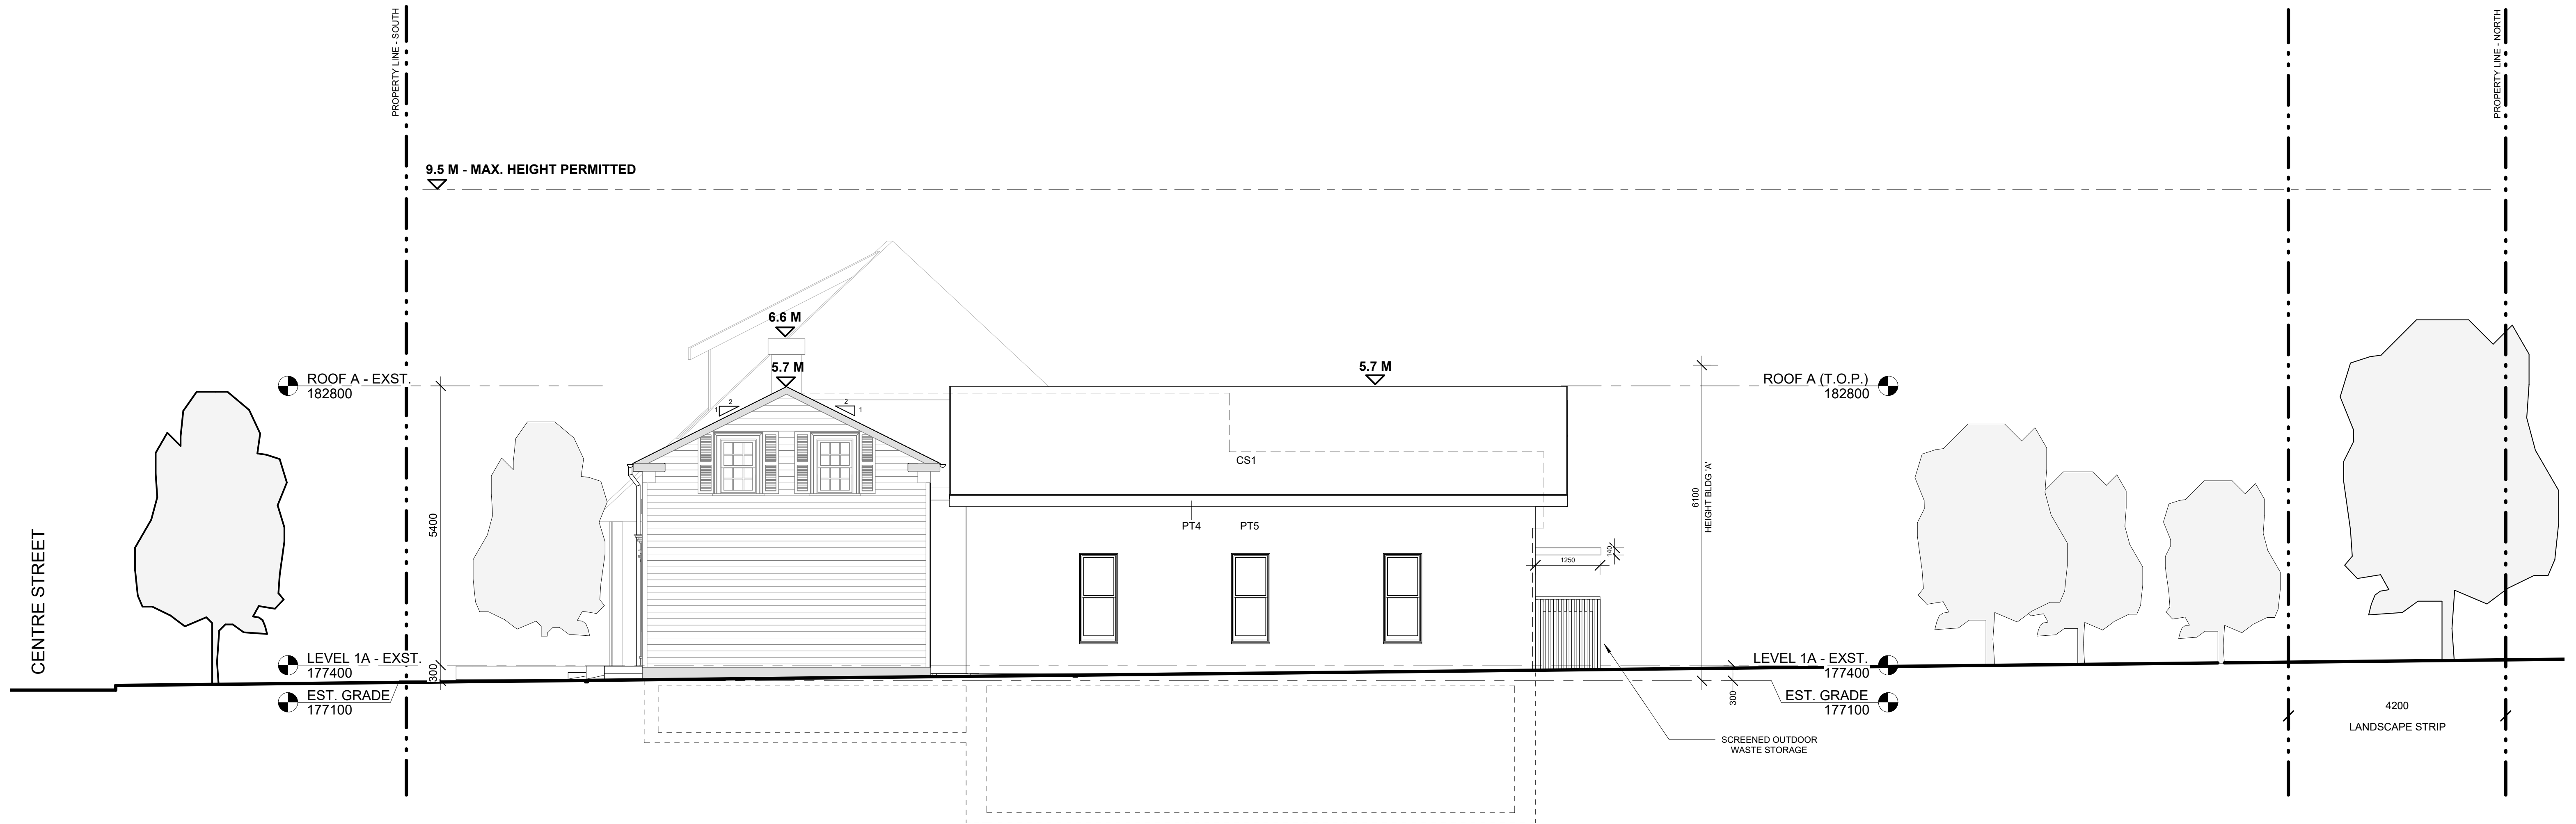 PROPERTY LINE - SOUTH
PROPERTY LINE - NORTH
9.5 M - MAX. HEIGHT PERMITTED
6.6 M
5.7 M
5.7 M
ROOF A - EXST.
182800
ROOF A (T.O.P.)
182800
2
1
2
1
CS1
5400
6100
HEIGHT BLDG 'A'
PT4
PT5
140
1250
CENTRE STREET
LEVEL 1A - EXST.
177400
300
EST. GRADE
177100
LEVEL 1A - EXST.
177400
300
EST. GRADE
177100
4200
LANDSCAPE STRIP
SCREENED OUTDOOR
WASTE STORAGE